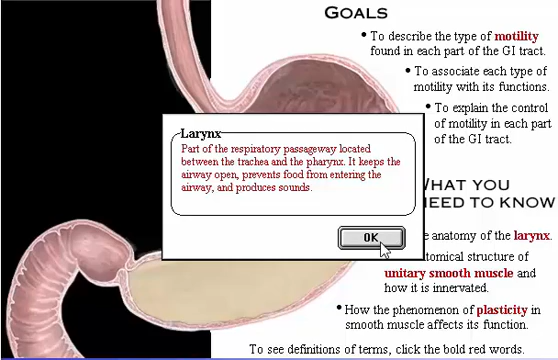 GOALS
• To describe the type of motility
found in each part of the GI tract.
• To associate each type of
motility with its functions.
• To explain the control
of motility in each part
of the GI tract.
Larynx
Part of the respiratory passageway located
between the trachea and the pharynx. It keeps the
airway open, prevents food from entering the
airway, and produces sounds.
OK
YOU
TO KNOW
anatomy of the larynx.
structure of
unitary smooth muscle and
how it is innervated.
• How the phenomenon of plasticity in
smooth muscle affects its function.
To see definitions of terms, click the bold red words.